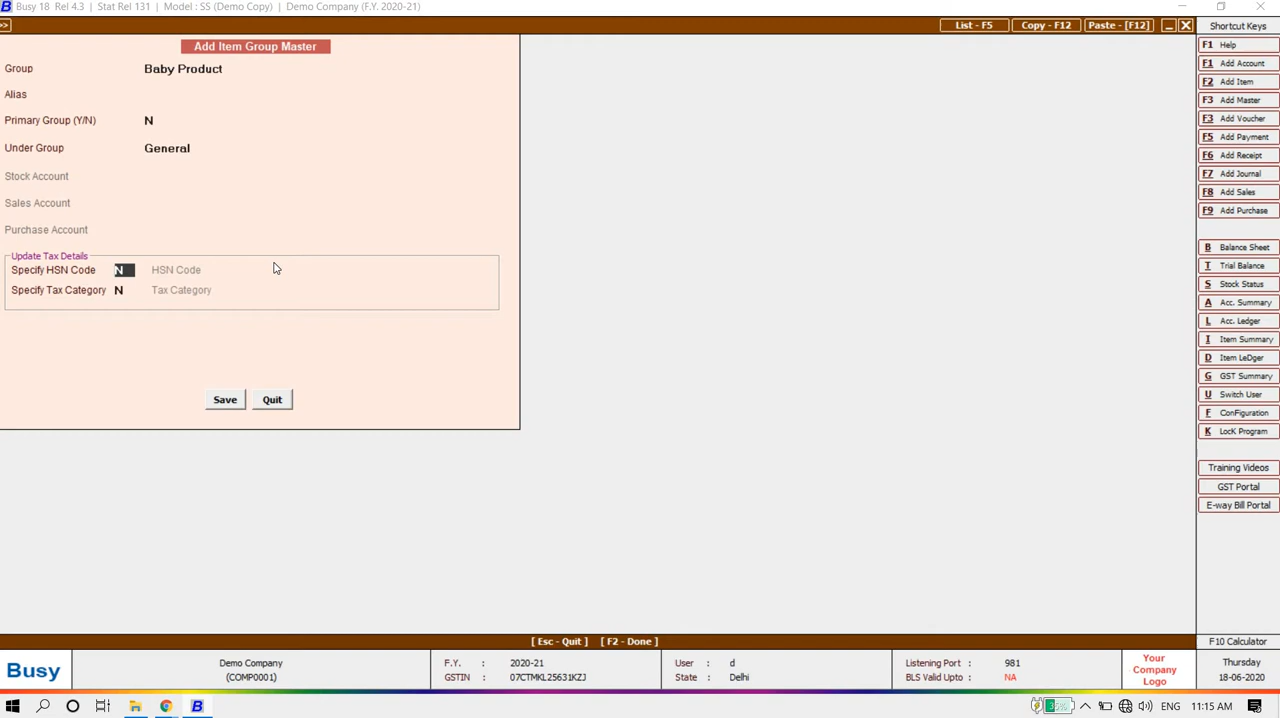 Busy 18 Rel 4.3 | Stat Rel 131 | Model : SS (Demo Copy) | Demo Company (F.Y. 2020-21)
>> List - F5 Copy - F12 Paste - [F12] Shortcut Keys
Add Item Group Master
Group Baby Product
Alias
Primary Group (Y/N) N
Under Group General
Stock Account
Sales Account
Purchase Account
Update Tax Details
Specify HSN Code N HSN Code
Specify Tax Category N Tax Category
Save Quit
F1 Help
F1 Add Account
F2 Add Item
F3 Add Master
F3 Add Voucher
F5 Add Payment
F6 Add Receipt
F7 Add Journal
F8 Add Sales
F9 Add Purchase
B Balance Sheet
T Trial Balance
S Stock Status
A Acc. Summary
L Acc. Ledger
I Item Summary
D Item LeDger
G GST Summary
U Switch User
F ConFiguration
K LocK Program
Training Videos
GST Portal
E-way Bill Portal
[ Esc - Quit ] [ F2 - Done ] F10 Calculator
Busy
Demo Company
(COMP0001)
F.Y. : 2020-21
GSTIN : 07CTMKL25631KZJ
User : d
State : Delhi
Listening Port : 981
BLS Valid Upto : NA
Your
Company
Logo
Thursday
18-06-2020
35% ENG 11:15 AM